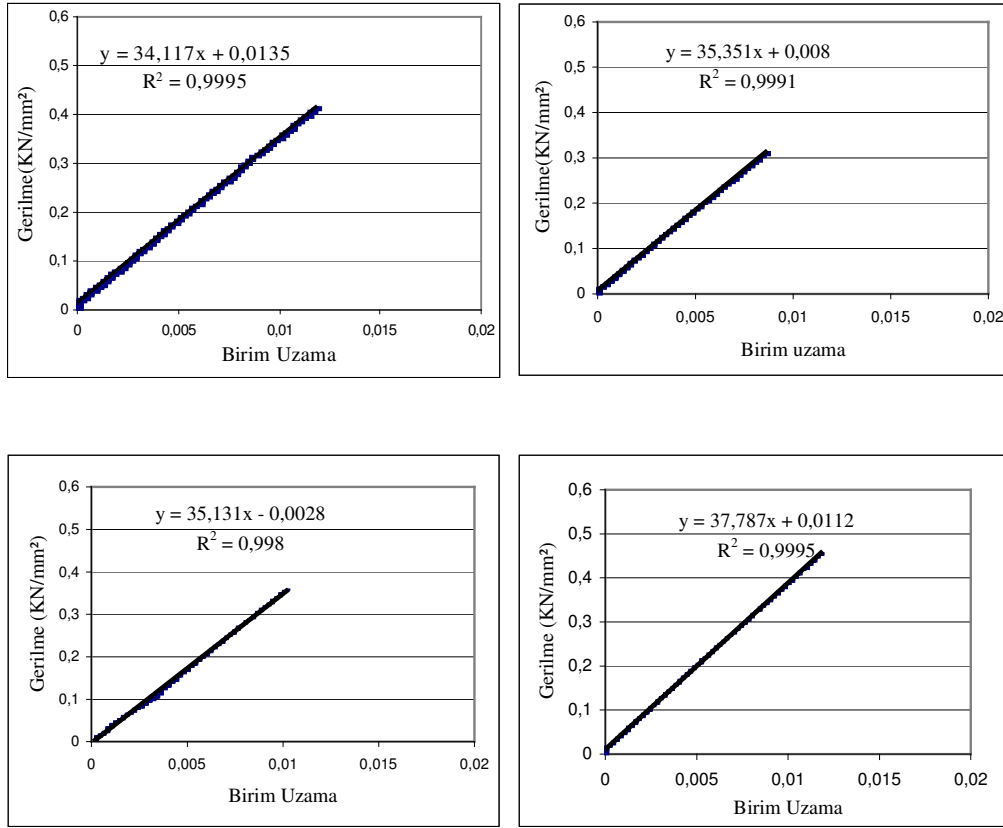 0,6
y = 34,117x + 0,0135
R² = 0,9995
0,5
0,4
0,3
0,2
0,1
0
Gerilme(KN/mm²)
0 0,005 0,01 0,015 0,02
Birim Uzama
0,6
y = 35,351x + 0,008
R² = 0,9991
0,5
0,4
0,3
0,2
0,1
0
Gerilme (KN/mm²)
0 0,005 0,01 0,015 0,02
Birim uzama
0,6
y = 35,131x - 0,0028
R² = 0,998
0,5
0,4
0,3
0,2
0,1
0
Gerilme (KN/mm²)
0 0,005 0,01 0,015 0,02
Birim Uzama
0,6
y = 37,787x + 0,0112
R² = 0,9995
0,5
0,4
0,3
0,2
0,1
0
Gerilme (KN/mm²)
0 0,005 0,01 0,015 0,02
Birim Uzama